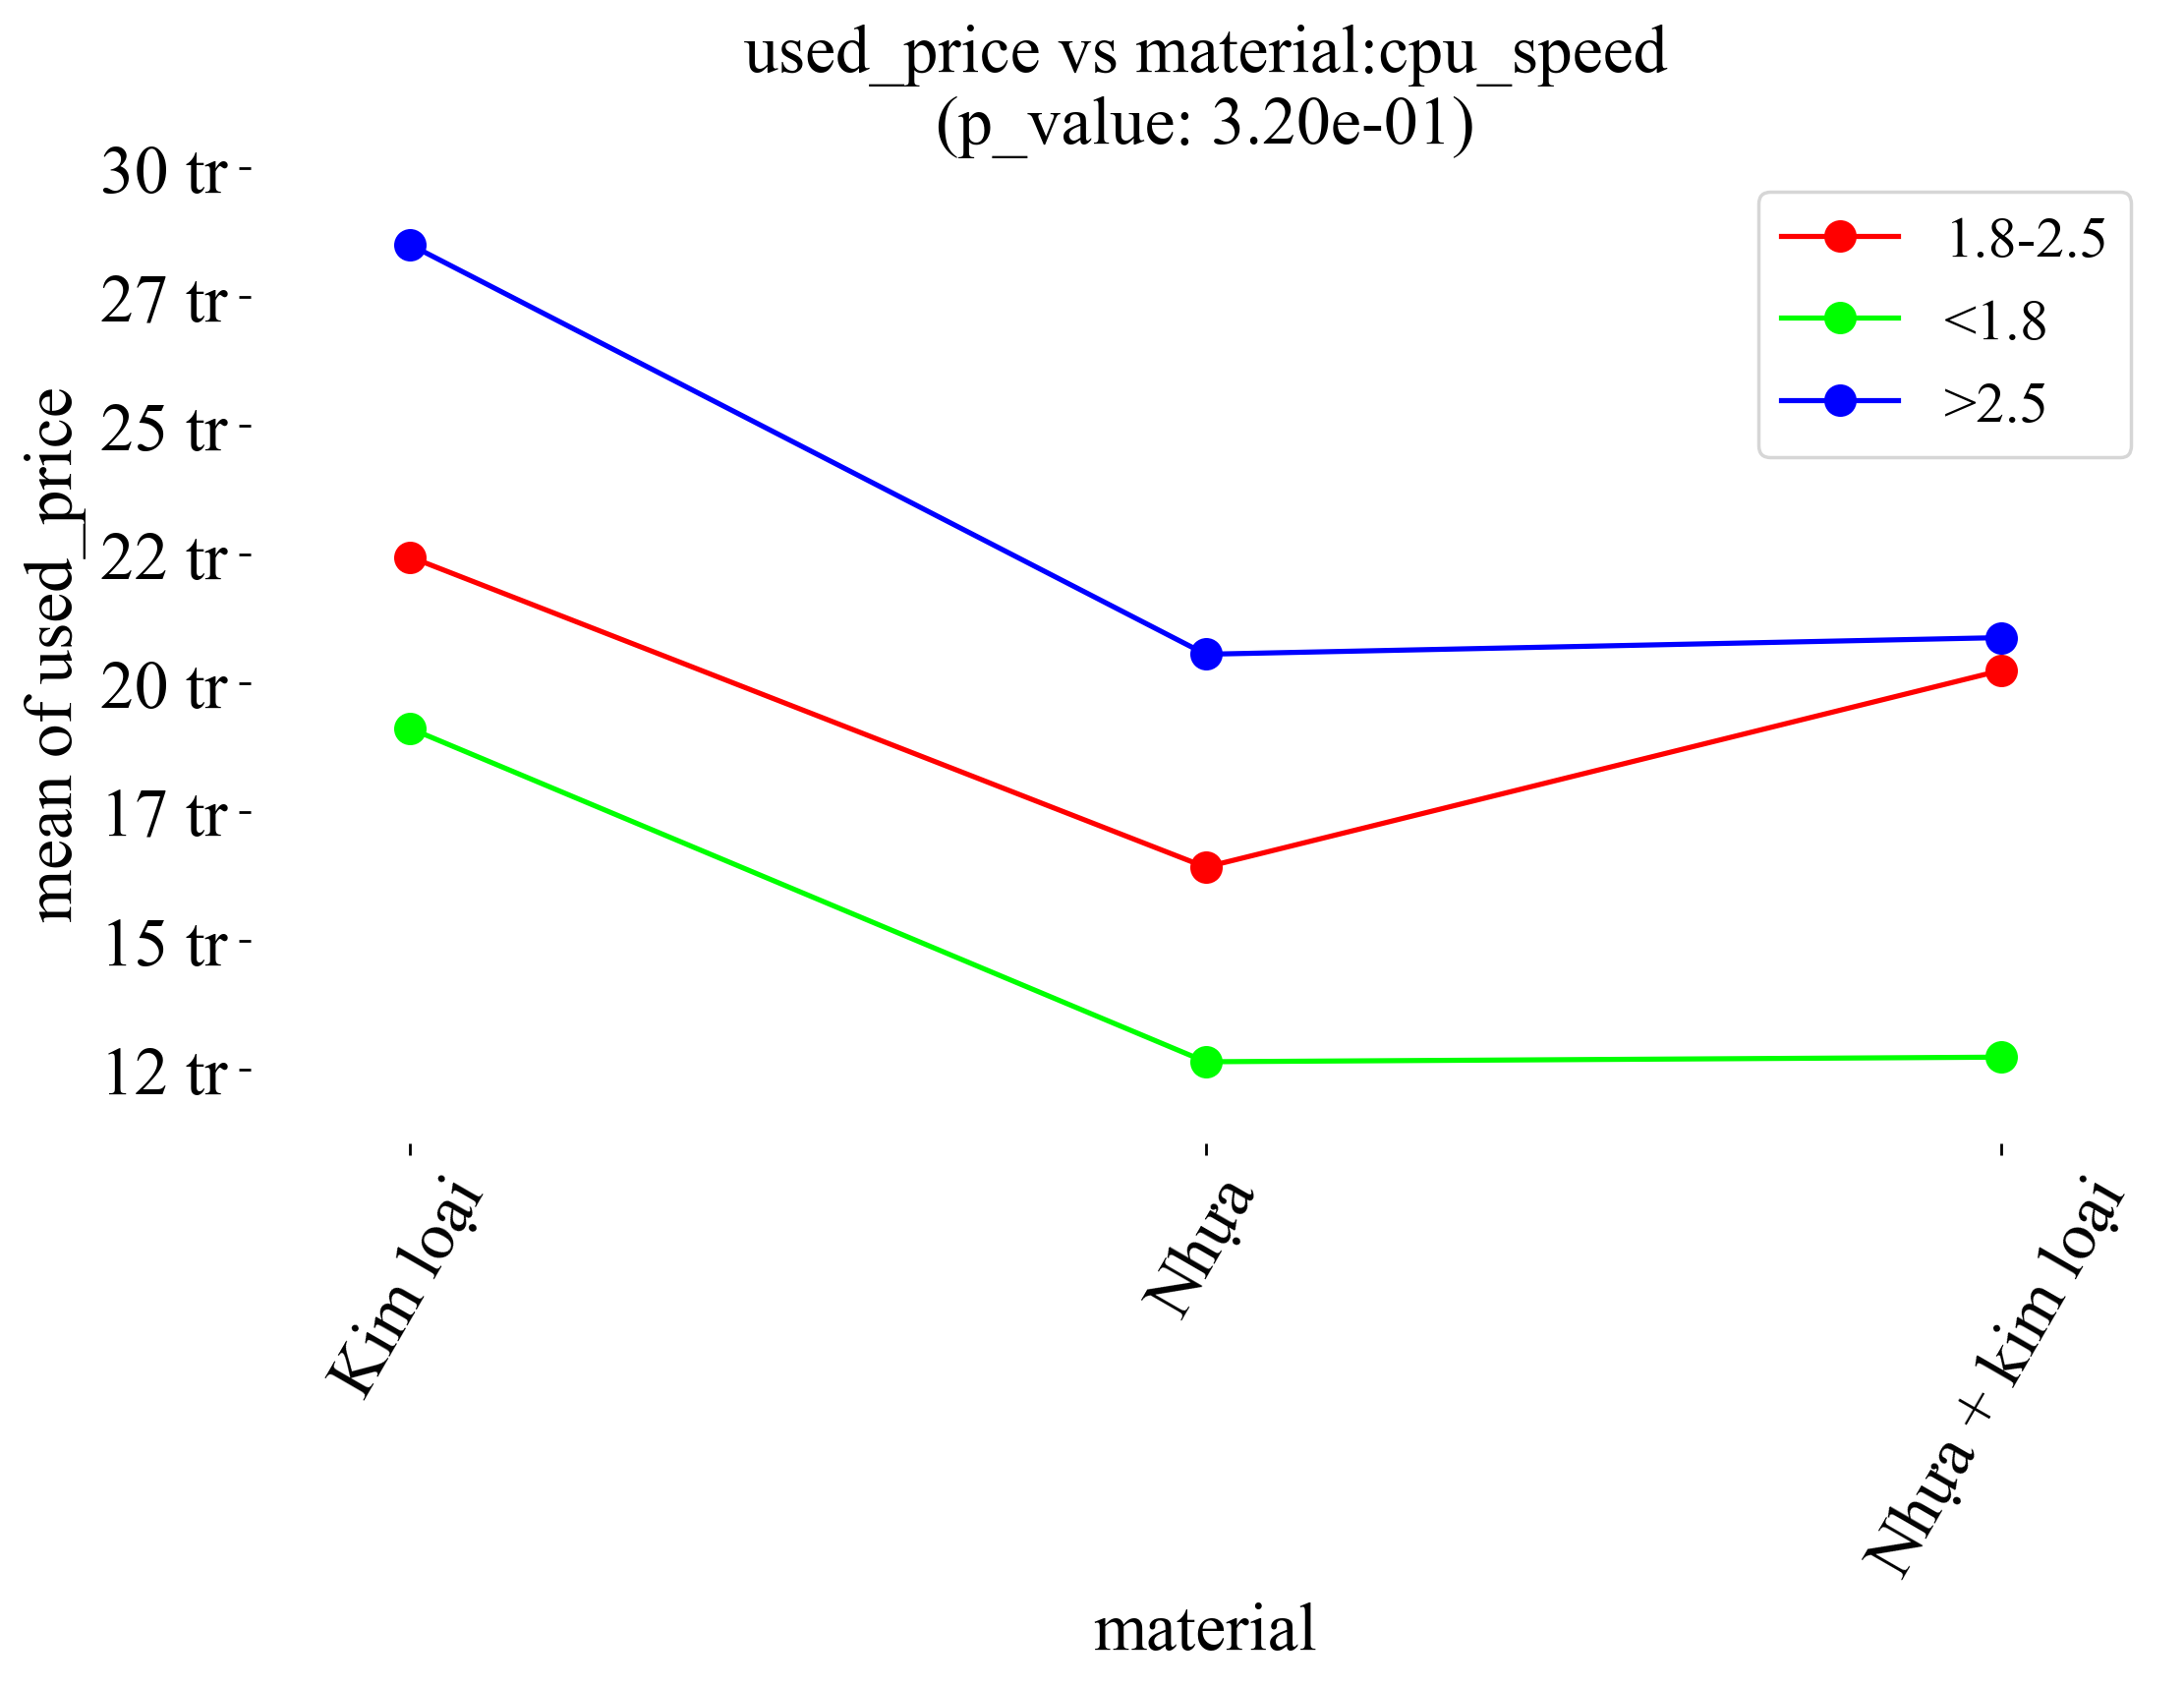 used_price vs material:cpu_speed
(p_value: 3.20e-01)
30 tr
27 tr
25 tr
22 tr
20 tr
17 tr
15 tr
12 tr
mean of used_price
1.8-2.5
<1.8
>2.5
Kim loại
Nhựa
Nhựa + kim loại
material